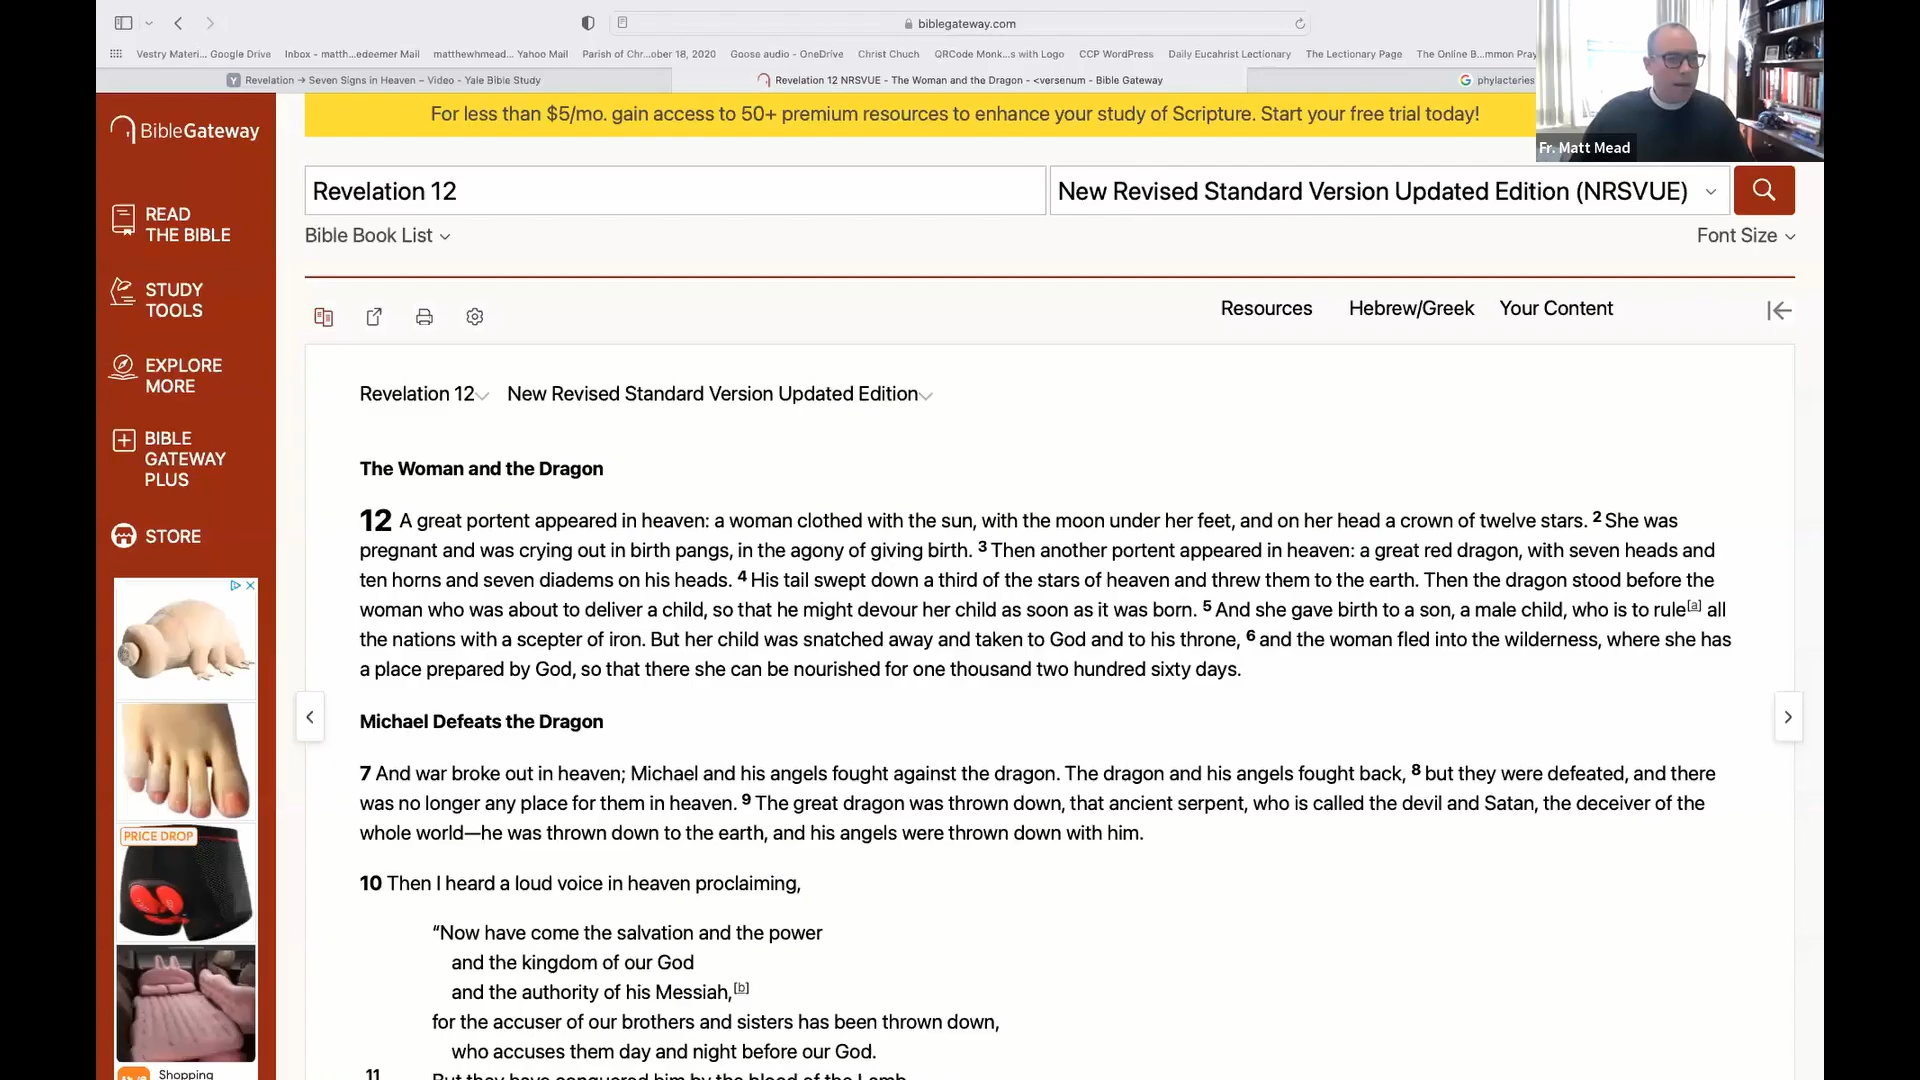 biblegateway.com
Vestry Materi... Google Drive Inbox - matth...edeemer Mail matthewhmead... Yahoo Mail Parish of Chr...ober 18, 2020 Goose audio - OneDrive Christ Chuch QRCode Monk...s with Logo CCP WordPress Daily Eucahrist Lectionary The Lectionary Page The Online B...mmon Pray
Revelation → Seven Signs in Heaven – Video - Yale Bible Study Revelation 12 NRSVUE - The Woman and the Dragon - <versenum - Bible Gateway phylacteries
For less than $5/mo. gain access to 50+ premium resources to enhance your study of Scripture. Start your free trial today!
Fr. Matt Mead
BibleGateway
READ
THE BIBLE
STUDY
TOOLS
EXPLORE
MORE
BIBLE
GATEWAY
PLUS
STORE
PRICE DROP
Shopping
Revelation 12 New Revised Standard Version Updated Edition (NRSVUE)
Bible Book List Font Size
Resources Hebrew/Greek Your Content
Revelation 12 New Revised Standard Version Updated Edition
The Woman and the Dragon
12 A great portent appeared in heaven: a woman clothed with the sun, with the moon under her feet, and on her head a crown of twelve stars. 2 She was
pregnant and was crying out in birth pangs, in the agony of giving birth. 3 Then another portent appeared in heaven: a great red dragon, with seven heads and
ten horns and seven diadems on his heads. 4 His tail swept down a third of the stars of heaven and threw them to the earth. Then the dragon stood before the
woman who was about to deliver a child, so that he might devour her child as soon as it was born. 5 And she gave birth to a son, a male child, who is to rule[a] all
the nations with a scepter of iron. But her child was snatched away and taken to God and to his throne, 6 and the woman fled into the wilderness, where she has
a place prepared by God, so that there she can be nourished for one thousand two hundred sixty days.
Michael Defeats the Dragon
7 And war broke out in heaven; Michael and his angels fought against the dragon. The dragon and his angels fought back, 8 but they were defeated, and there
was no longer any place for them in heaven. 9 The great dragon was thrown down, that ancient serpent, who is called the devil and Satan, the deceiver of the
whole world—he was thrown down to the earth, and his angels were thrown down with him.
10 Then I heard a loud voice in heaven proclaiming,
“Now have come the salvation and the power
and the kingdom of our God
and the authority of his Messiah,[b]
for the accuser of our brothers and sisters has been thrown down,
who accuses them day and night before our God.
11 But they have conquered him by the blood of the Lamb